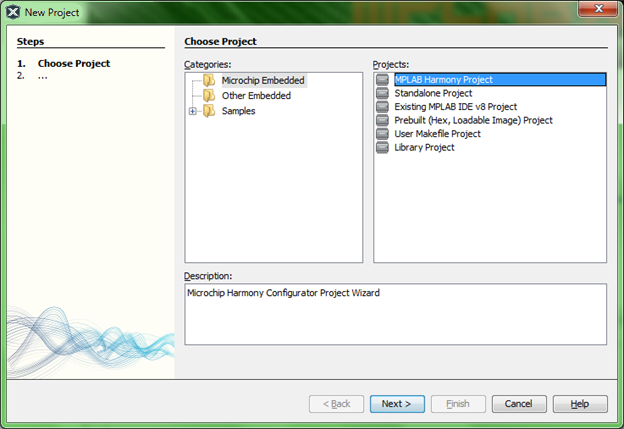 New Project
Steps
1. Choose Project
2. ...
Choose Project
Categories:
Microchip Embedded
Other Embedded
Samples
Projects:
MPLAB Harmony Project
Standalone Project
Existing MPLAB IDE v8 Project
Prebuilt (Hex, Loadable Image) Project
User Makefile Project
Library Project
Description:
Microchip Harmony Configurator Project Wizard
< Back
Next >
Finish
Cancel
Help